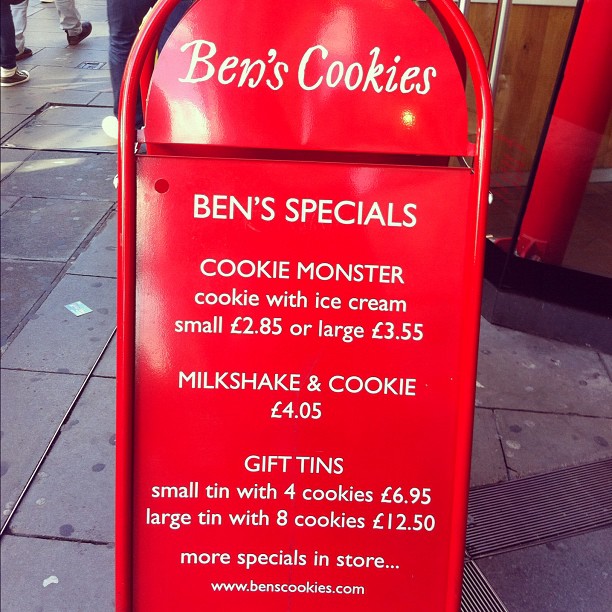 Ben's Cookies
BEN'S SPECIALS
COOKIE MONSTER
cookie with ice cream
small £2.85 or large £3.55
MILKSHAKE & COOKIE
£4.05
GIFT TINS
small tin with 4 cookies £6.95
large tin with 8 cookies £12.50
more specials in store...
www.benscookies.com